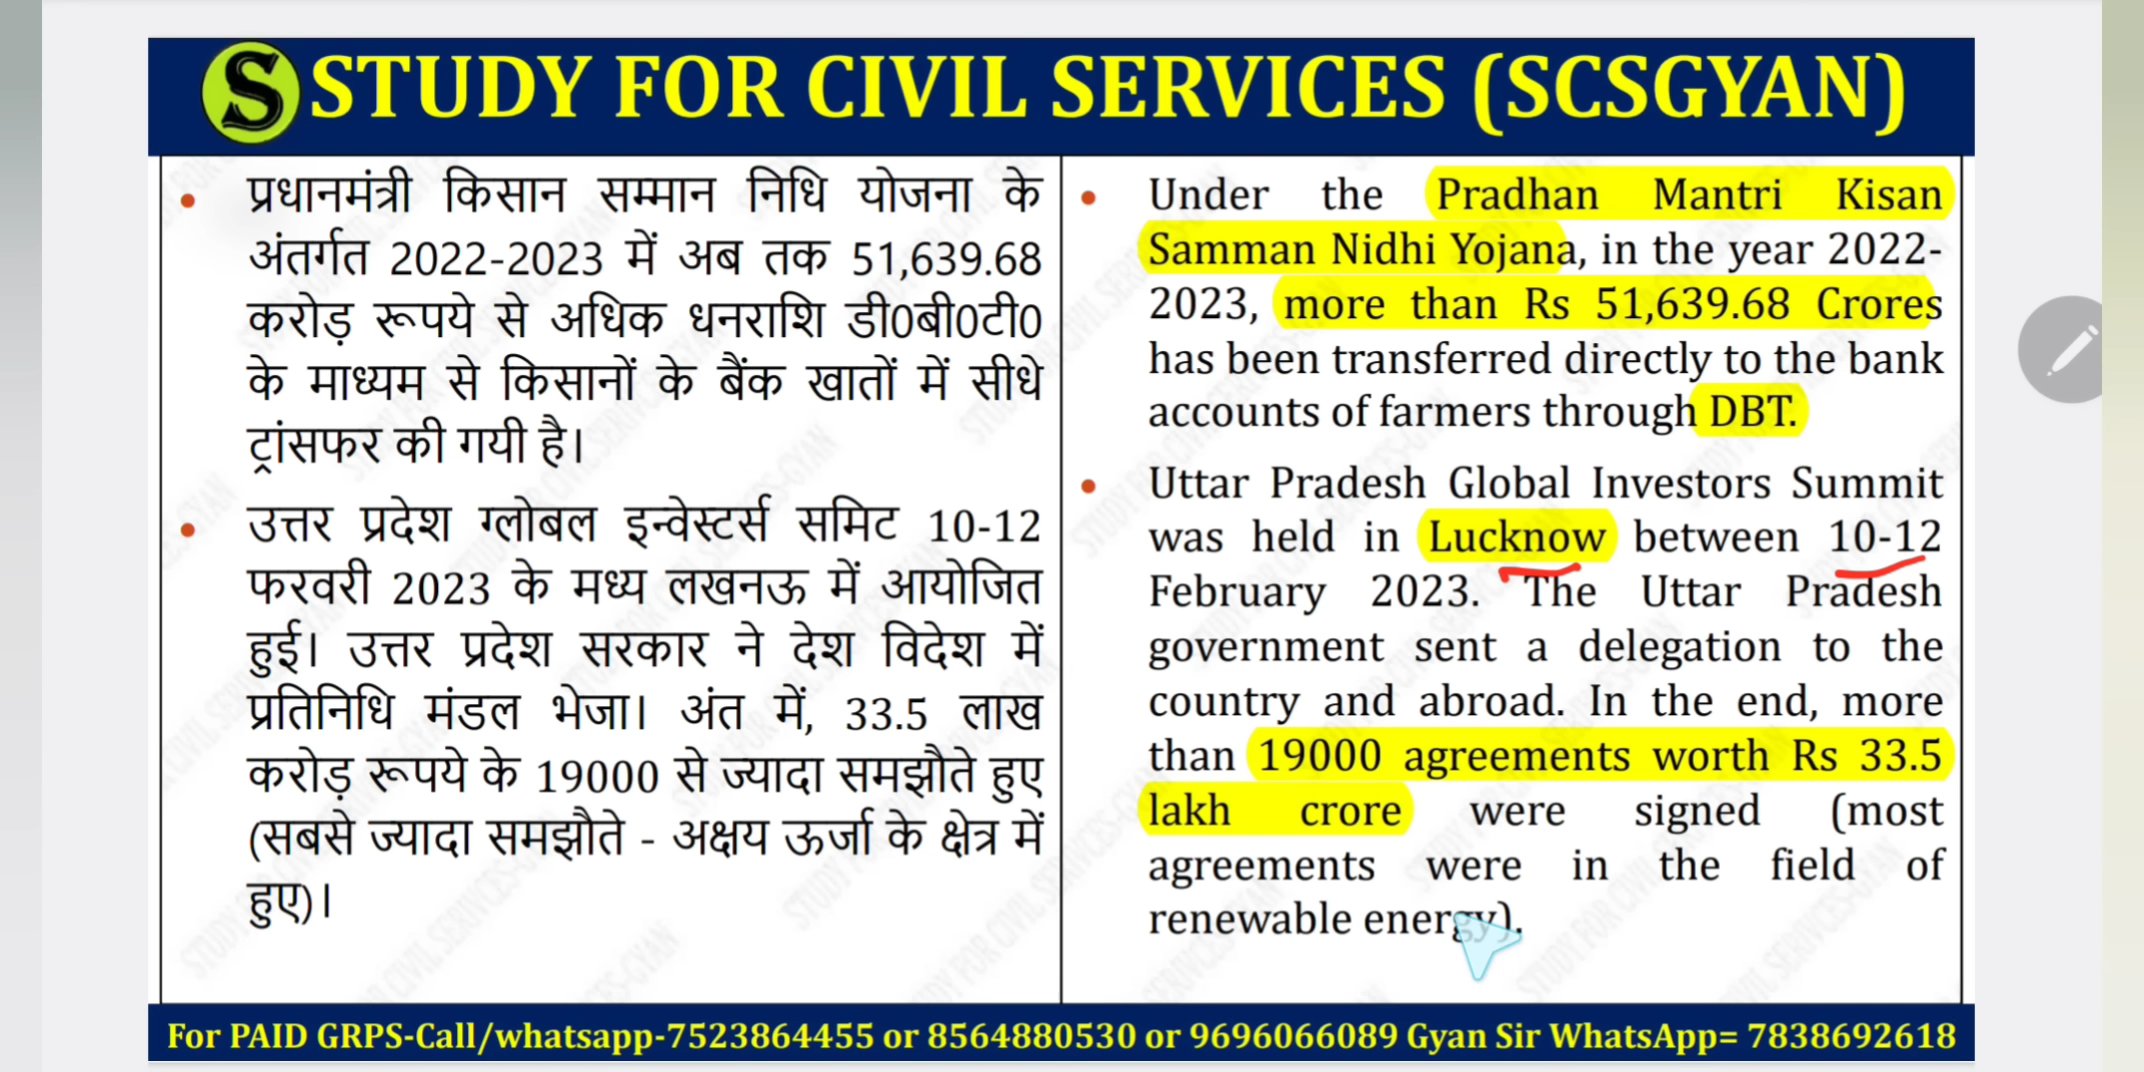 S STUDY FOR CIVIL SERVICES (SCSGYAN)
• प्रधानमंत्री किसान सम्मान निधि योजना के
अंतर्गत 2022-2023 में अब तक 51,639.68
करोड़ रूपये से अधिक धनराशि डी0बी0टी0
के माध्यम से किसानों के बैंक खातों में सीधे
ट्रांसफर की गयी है।
• उत्तर प्रदेश ग्लोबल इन्वेस्टर्स समिट 10-12
फरवरी 2023 के मध्य लखनऊ में आयोजित
हुई। उत्तर प्रदेश सरकार ने देश विदेश में
प्रतिनिधि मंडल भेजा। अंत में, 33.5 लाख
करोड़ रूपये के 19000 से ज्यादा समझौते हुए
(सबसे ज्यादा समझौते - अक्षय ऊर्जा के क्षेत्र में
हुए)।
• Under the Pradhan Mantri Kisan
Samman Nidhi Yojana, in the year 2022-
2023, more than Rs 51,639.68 Crores
has been transferred directly to the bank
accounts of farmers through DBT.
• Uttar Pradesh Global Investors Summit
was held in Lucknow between 10-12
February 2023. The Uttar Pradesh
government sent a delegation to the
country and abroad. In the end, more
than 19000 agreements worth Rs 33.5
lakh crore were signed (most
agreements were in the field of
renewable energy).
For PAID GRPS-Call/whatsapp-7523864455 or 8564880530 or 9696066089 Gyan Sir WhatsApp= 7838692618